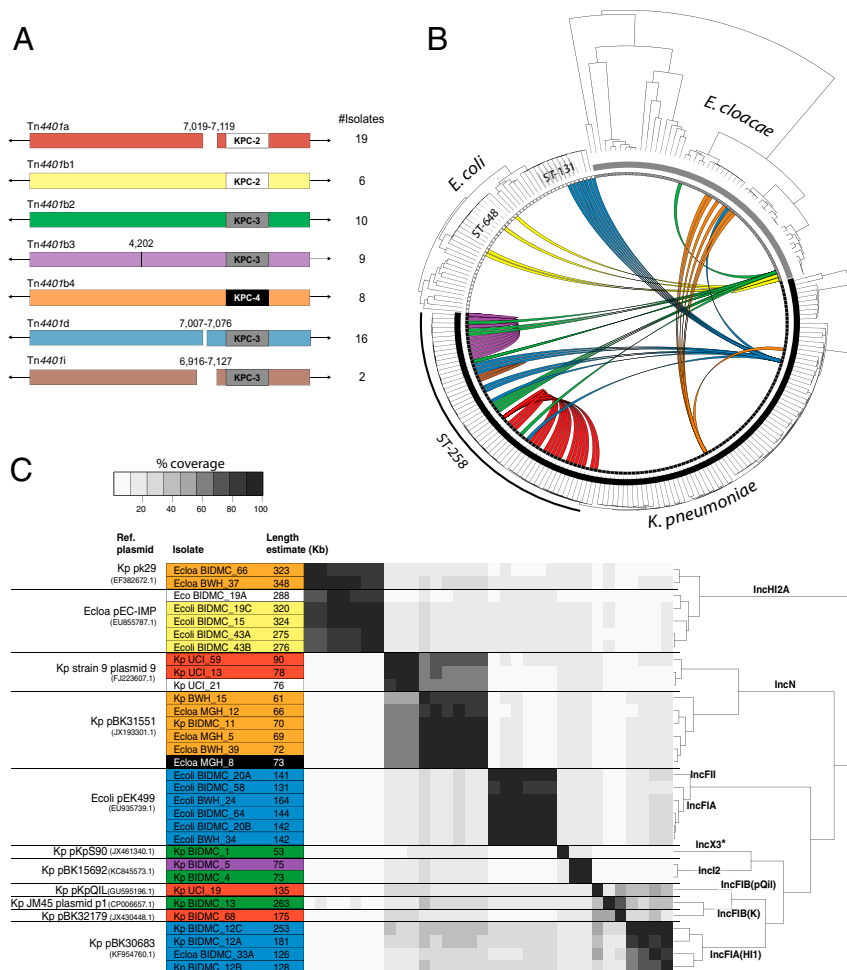 A
#Isolates
Tn4401a
7,019-7,119
KPC-2
19
Tn4401b1
KPC-2
6
Tn4401b2
KPC-3
10
Tn4401b3
4,202
KPC-3
9
Tn4401b4
KPC-4
8
Tn4401d
7,007-7,076
KPC-3
16
Tn4401i
6,916-7,127
KPC-3
2
B
E. cloacae
E. coli
ST-131
ST-648
ST-258
K. pneumoniae
C
% coverage
20 40 60 80 100
Ref. plasmid
Isolate
Length estimate (Kb)
Kp pk29
(EF382672.1)
Ecloa BIDMC_66 323
Ecloa BWH_37 348
IncHI2A
Ecloa pEC-IMP
(EU855787.1)
Eco BIDMC_19A 288
Ecoli BIDMC_19C 320
Ecoli BIDMC_15 324
Ecoli BIDMC_43A 275
Ecoli BIDMC_43B 276
Kp strain 9 plasmid 9
(FJ223607.1)
Kp UCI_59 90
Kp UCI_13 78
Kp UCI_21 76
IncN
Kp pBK31551
(JX193301.1)
Kp BWH_15 61
Ecloa MGH_12 66
Kp BIDMC_11 70
Ecloa MGH_5 69
Ecloa BWH_39 72
Ecloa MGH_8 73
Ecoli pEK499
(EU935739.1)
Ecoli BIDMC_20A 141
Ecoli BIDMC_58 131
Ecoli BWH_24 164
Ecoli BIDMC_64 144
Ecoli BIDMC_20B 142
Ecoli BWH_34 142
IncFII
IncFIA
Kp pKpS90 (JX461340.1)
Kp BIDMC_1 53
IncX3*
Kp pBK15692 (KC845573.1)
Kp BIDMC_5 75
Kp BIDMC_4 73
IncI2
Kp pKpQIL (GU595196.1)
Kp UCI_19 135
IncFIB(pQil)
Kp JM45 plasmid p1 (CP006657.1)
Kp BIDMC_13 263
Kp pBK32179 (JX430448.1)
Kp BIDMC_68 175
IncFIB(K)
Kp pBK30683
(KF954760.1)
Kp BIDMC_12C 253
Kp BIDMC_12A 181
Ecloa BIDMC_33A 126
Kp BIDMC_12B 128
IncFIA(HI1)